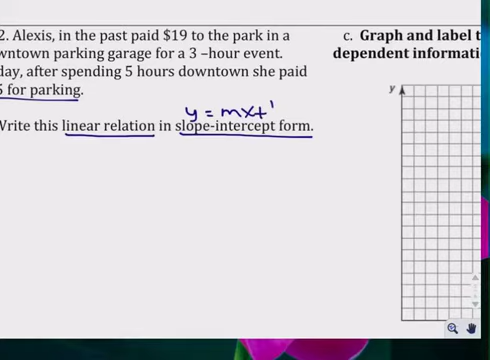 2. Alexis, in the past paid $19 to the park in a
wntown parking garage for a 3 –hour event.
day, after spending 5 hours downtown she paid
5 for parking.
y = mx+
Write this linear relation in slope-intercept form.
c. Graph and label t
dependent informati
y